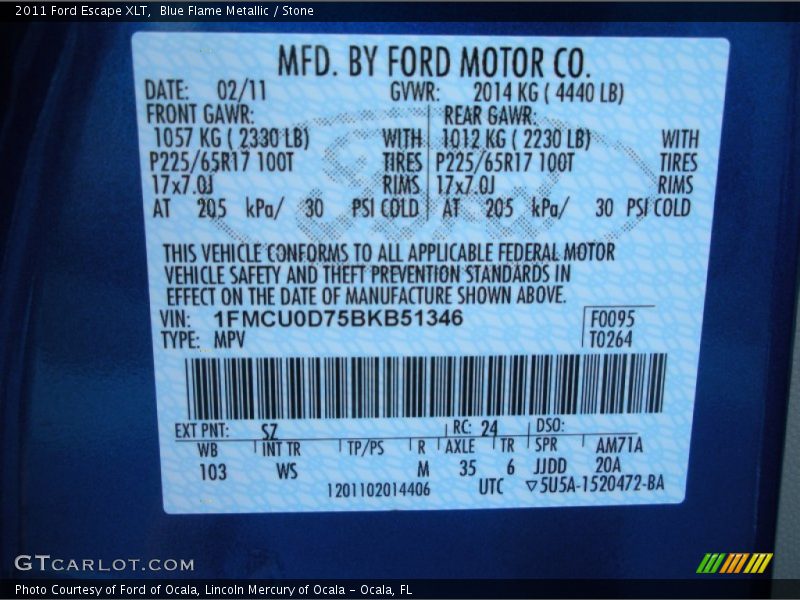 2011 Ford Escape XLT, Blue Flame Metallic / Stone
MFD. BY FORD MOTOR CO.
DATE: 02/11 GVWR: 2014 KG ( 4440 LB)
FRONT GAWR: REAR GAWR:
1057 KG ( 2330 LB) WITH 1012 KG ( 2230 LB) WITH
P225/65R17 100T TIRES P225/65R17 100T TIRES
17x7.0J RIMS 17x7.0J RIMS
AT 205 kPa/ 30 PSI COLD AT 205 kPa/ 30 PSI COLD
THIS VEHICLE CONFORMS TO ALL APPLICABLE FEDERAL MOTOR
VEHICLE SAFETY AND THEFT PREVENTION STANDARDS IN
EFFECT ON THE DATE OF MANUFACTURE SHOWN ABOVE.
VIN: 1FMCU0D75BKB51346 F0095
TYPE: MPV T0264
EXT PNT: SZ RC: 24 DSO:
WB INT TR TP/PS R AXLE TR SPR AM71A
103 WS M 35 6 JJDD 20A
1201102014406 UTC ▽5U5A-1520472-BA
GTCARLOT.COM
Photo Courtesy of Ford of Ocala, Lincoln Mercury of Ocala - Ocala, FL